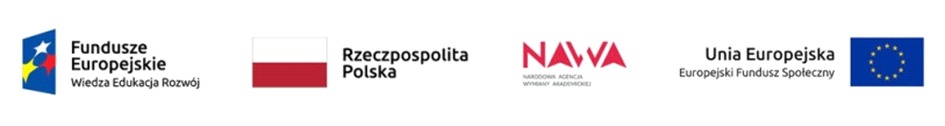 Fundusze
Europejskie
Wiedza Edukacja Rozwój
Rzeczpospolita
Polska
NAWA
NARODOWA AGENCJA
WYMIANY AKADEMICKIEJ
Unia Europejska
Europejski Fundusz Społeczny